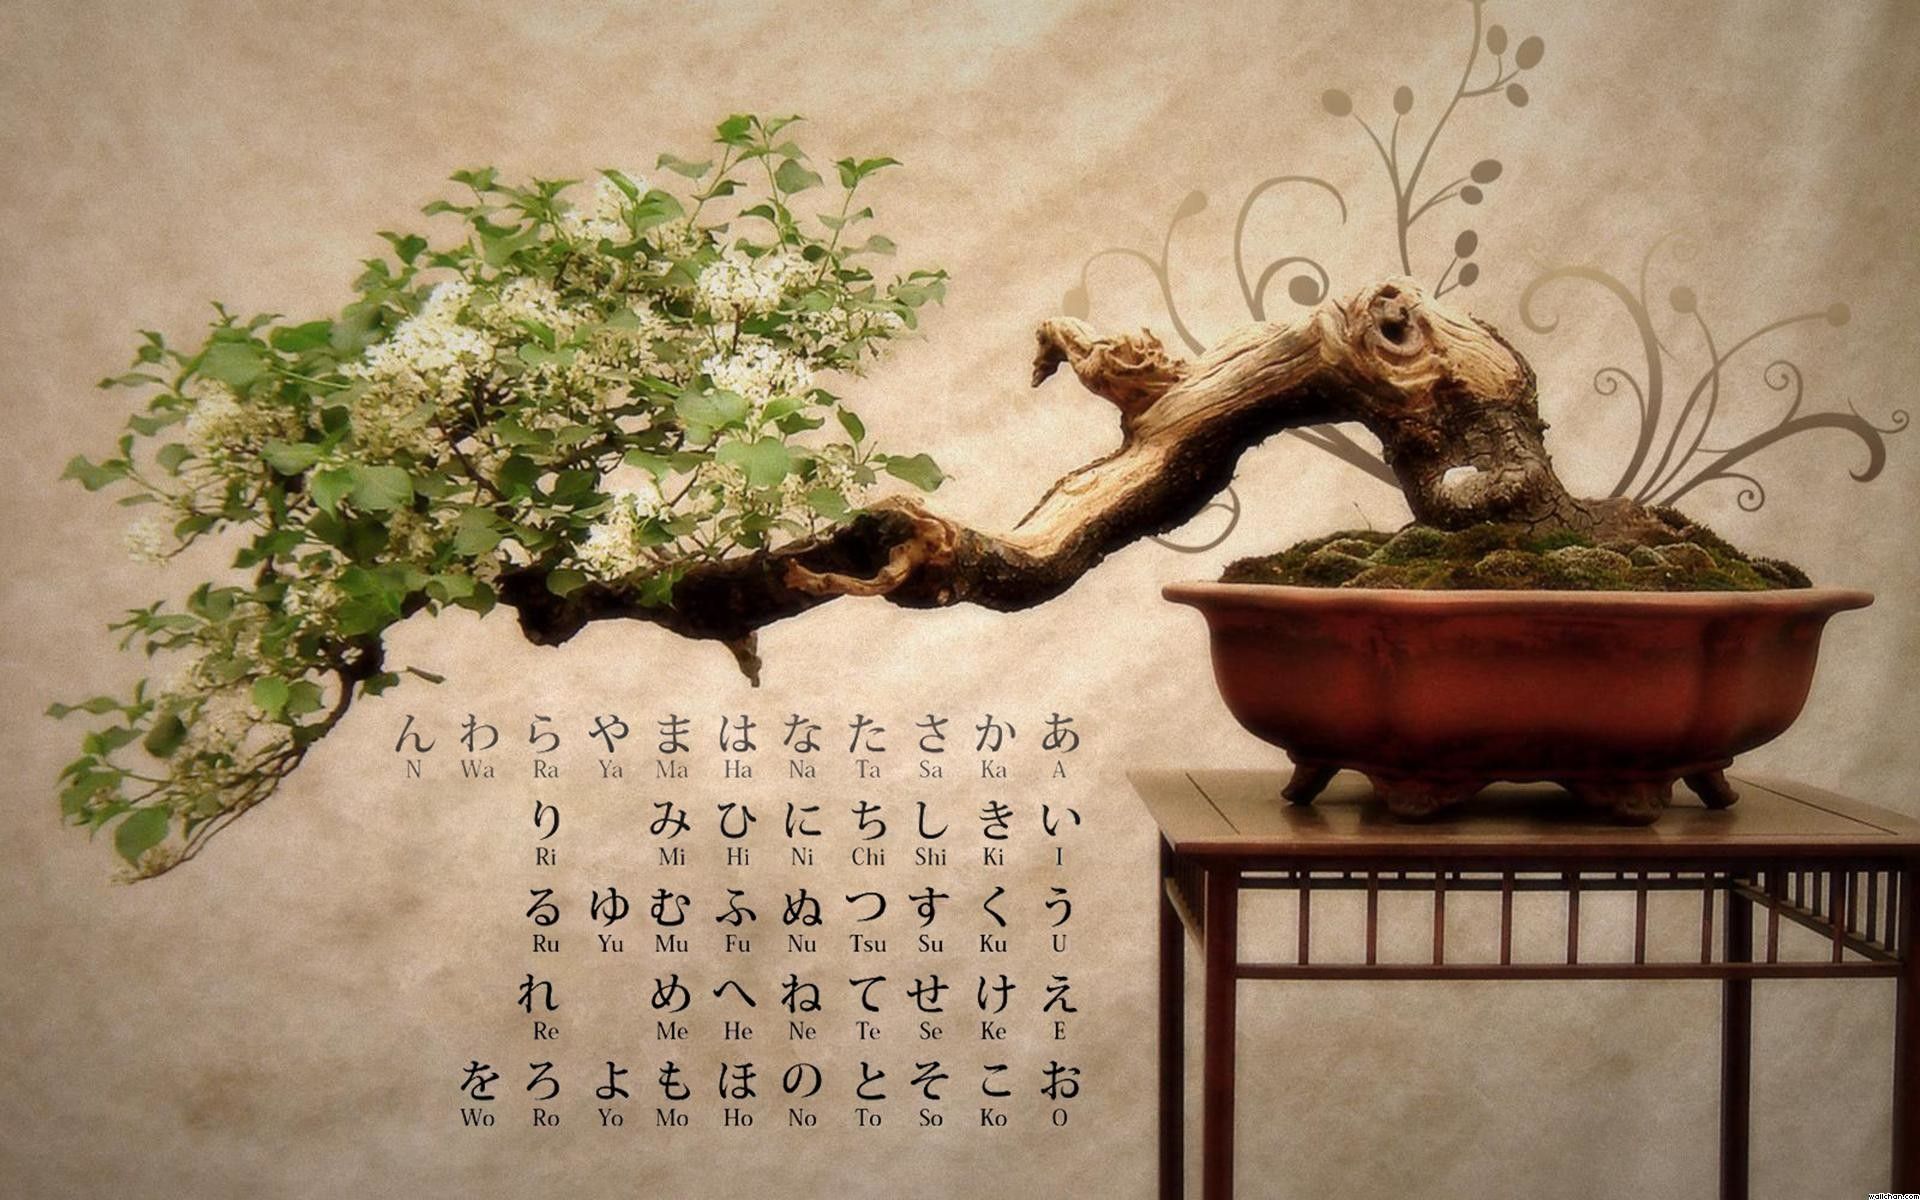 ん わ ら や ま は な た さ か あ
N Wa Ra Ya Ma Ha Na Ta Sa Ka A
り み ひ に ち し き い
Ri Mi Hi Ni Chi Shi Ki I
る ゆ む ふ ぬ つ す く う
Ru Yu Mu Fu Nu Tsu Su Ku U
れ め へ ね て せ け え
Re Me He Ne Te Se Ke E
を ろ よ も ほ の と そ こ お
Wo Ro Yo Mo Ho No To So Ko O
wallchan.com